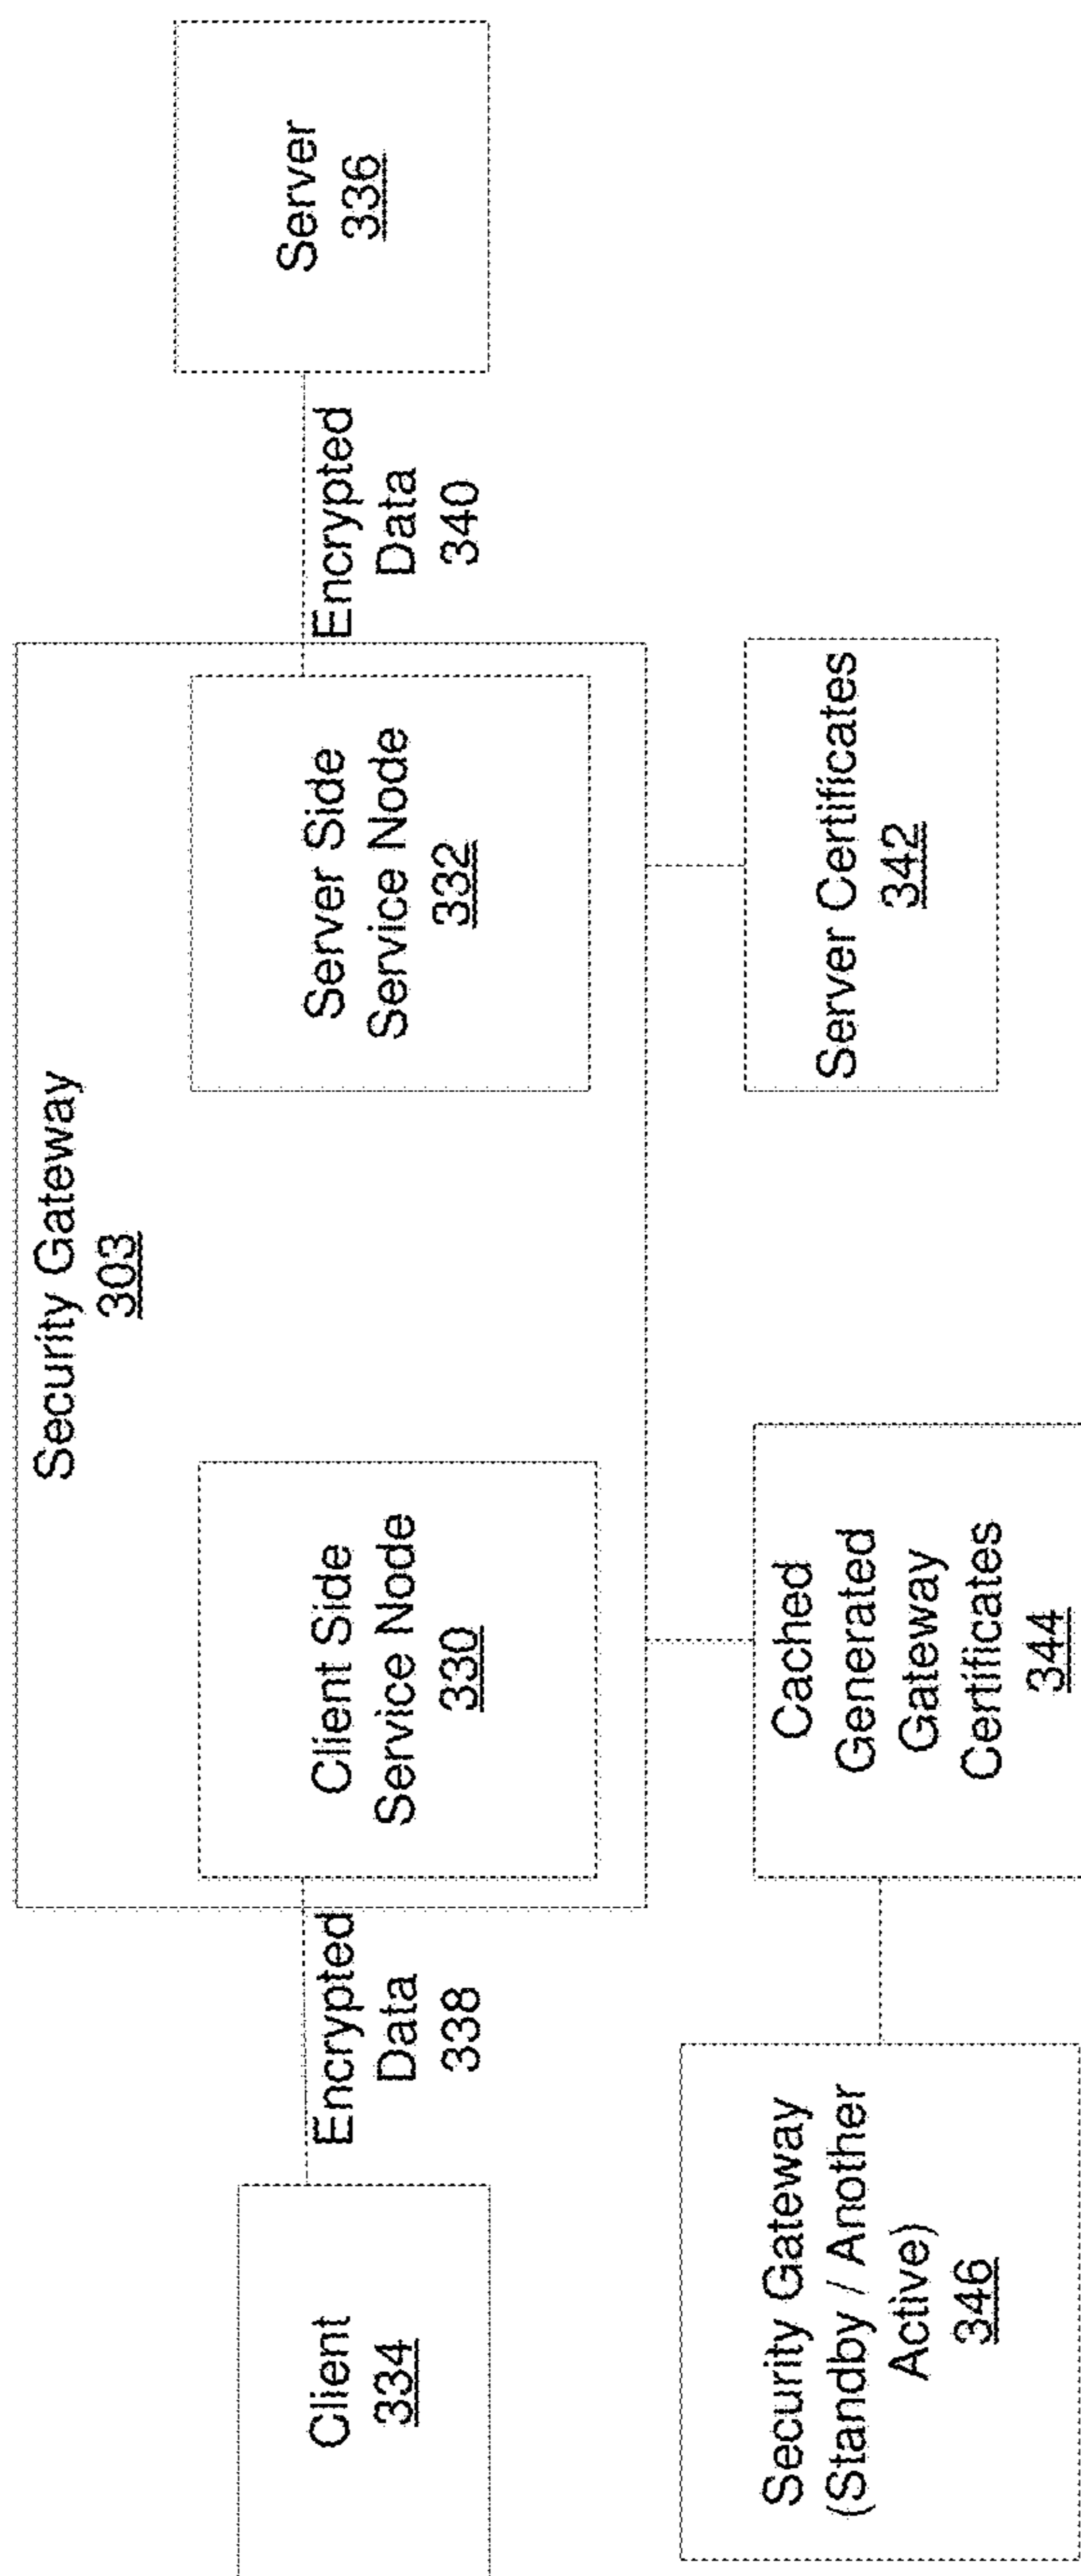 Security Gateway
303
Client
334
Encrypted
Data
338
Client Side
Service Node
330
Server Side
Service Node
332
Encrypted
Data
340
Server
336
Security Gateway
(Standby / Another
Active)
346
Cached
Generated
Gateway
Certificates
344
Server Certificates
342